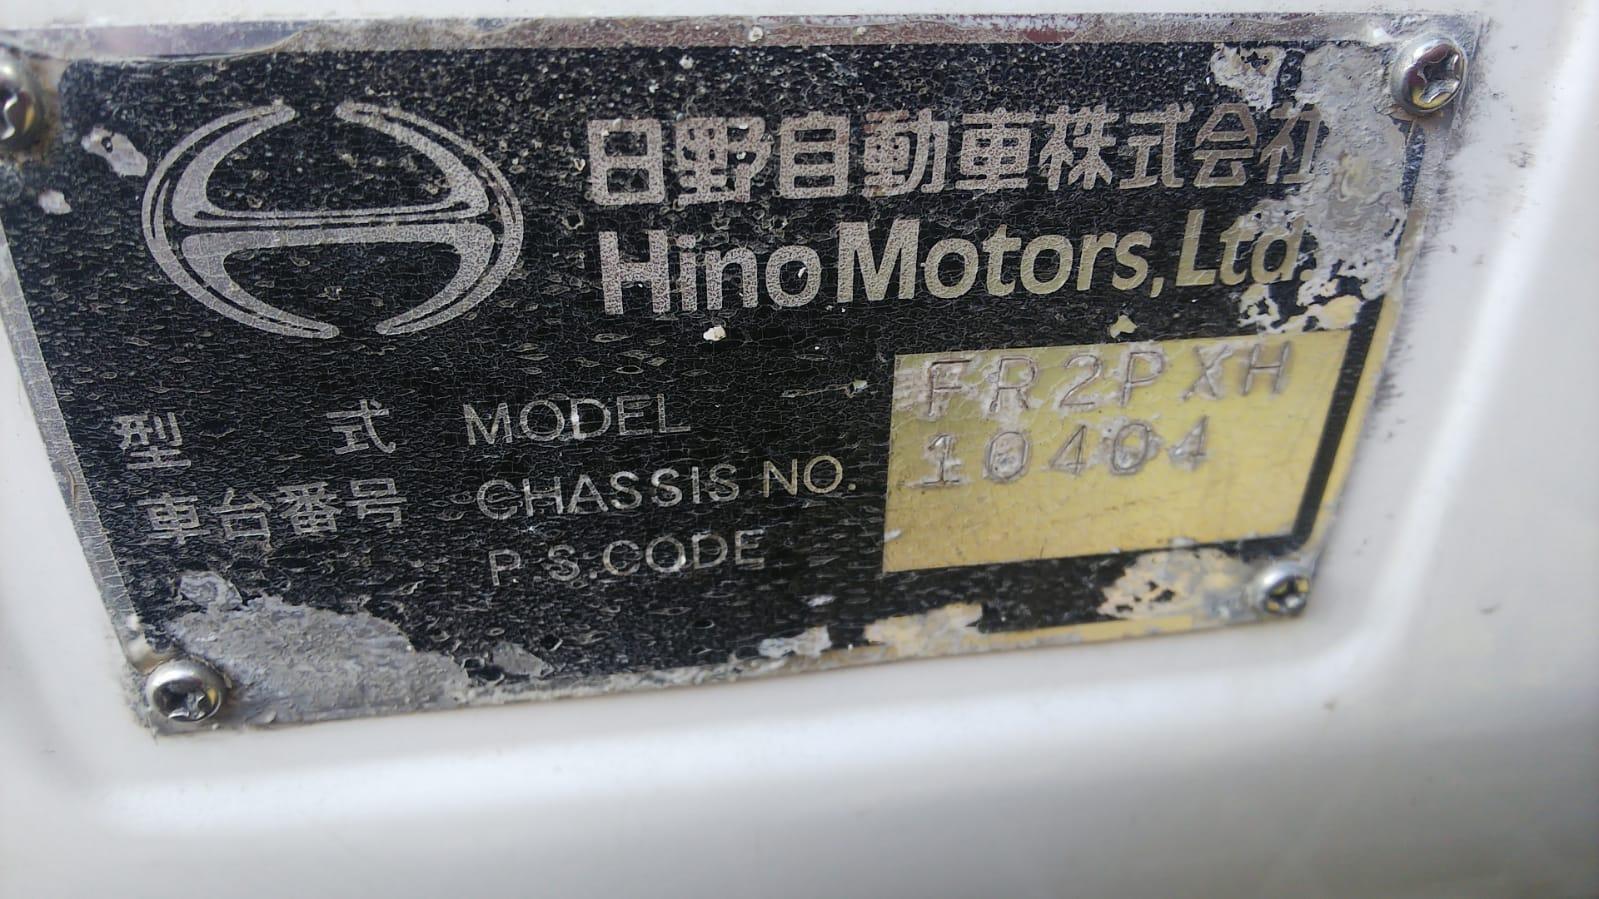 日野自動車株式会社
Hino Motors, Ltd.
型式 MODEL FR2PXH
車台番号 CHASSIS NO. 10404
P.S.CODE